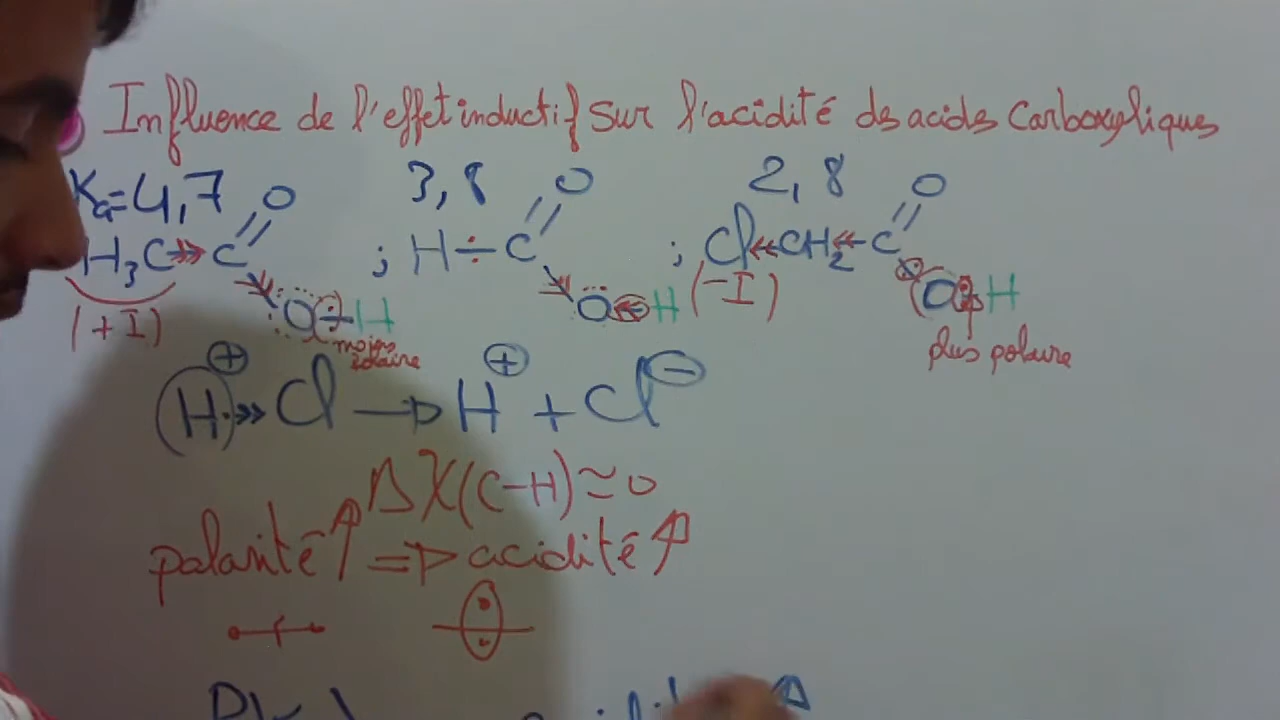 Influence de l'effet inductif sur l'acidité des acides Carboxyliques
Ka=4,7 3,8 2,8
H3C C O O H ; H C O O H ; Cl CH2 C O O H
(+I) (-I)
moins polaire plus polaire
H+ Cl → H+ + Cl-
ΔX(C-H)≈0
polarité↑ => acidité↑